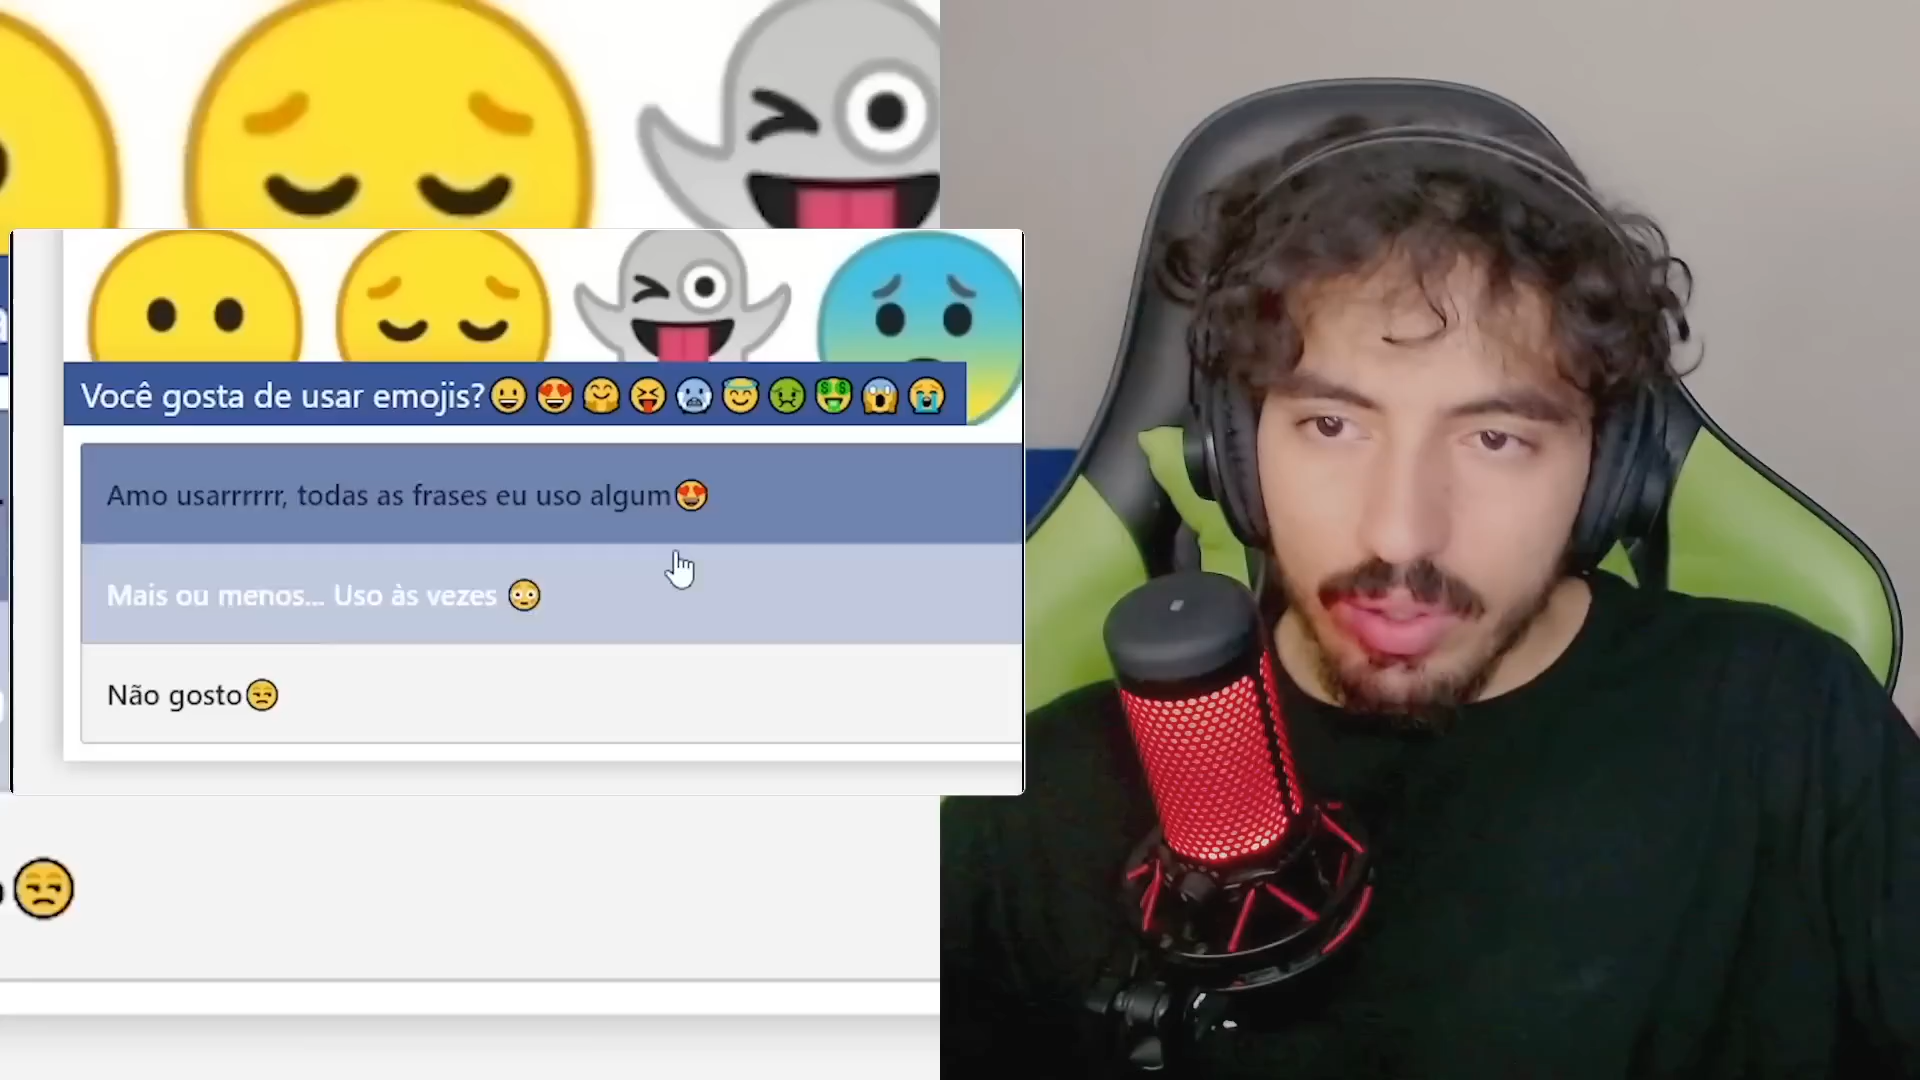 Você gosta de usar emojis?😀😍🤗😝😨😇🤢🤑😱😭
Amo usarrrrrr, todas as frases eu uso algum😍
Mais ou menos... Uso às vezes 😳
Não gosto😒